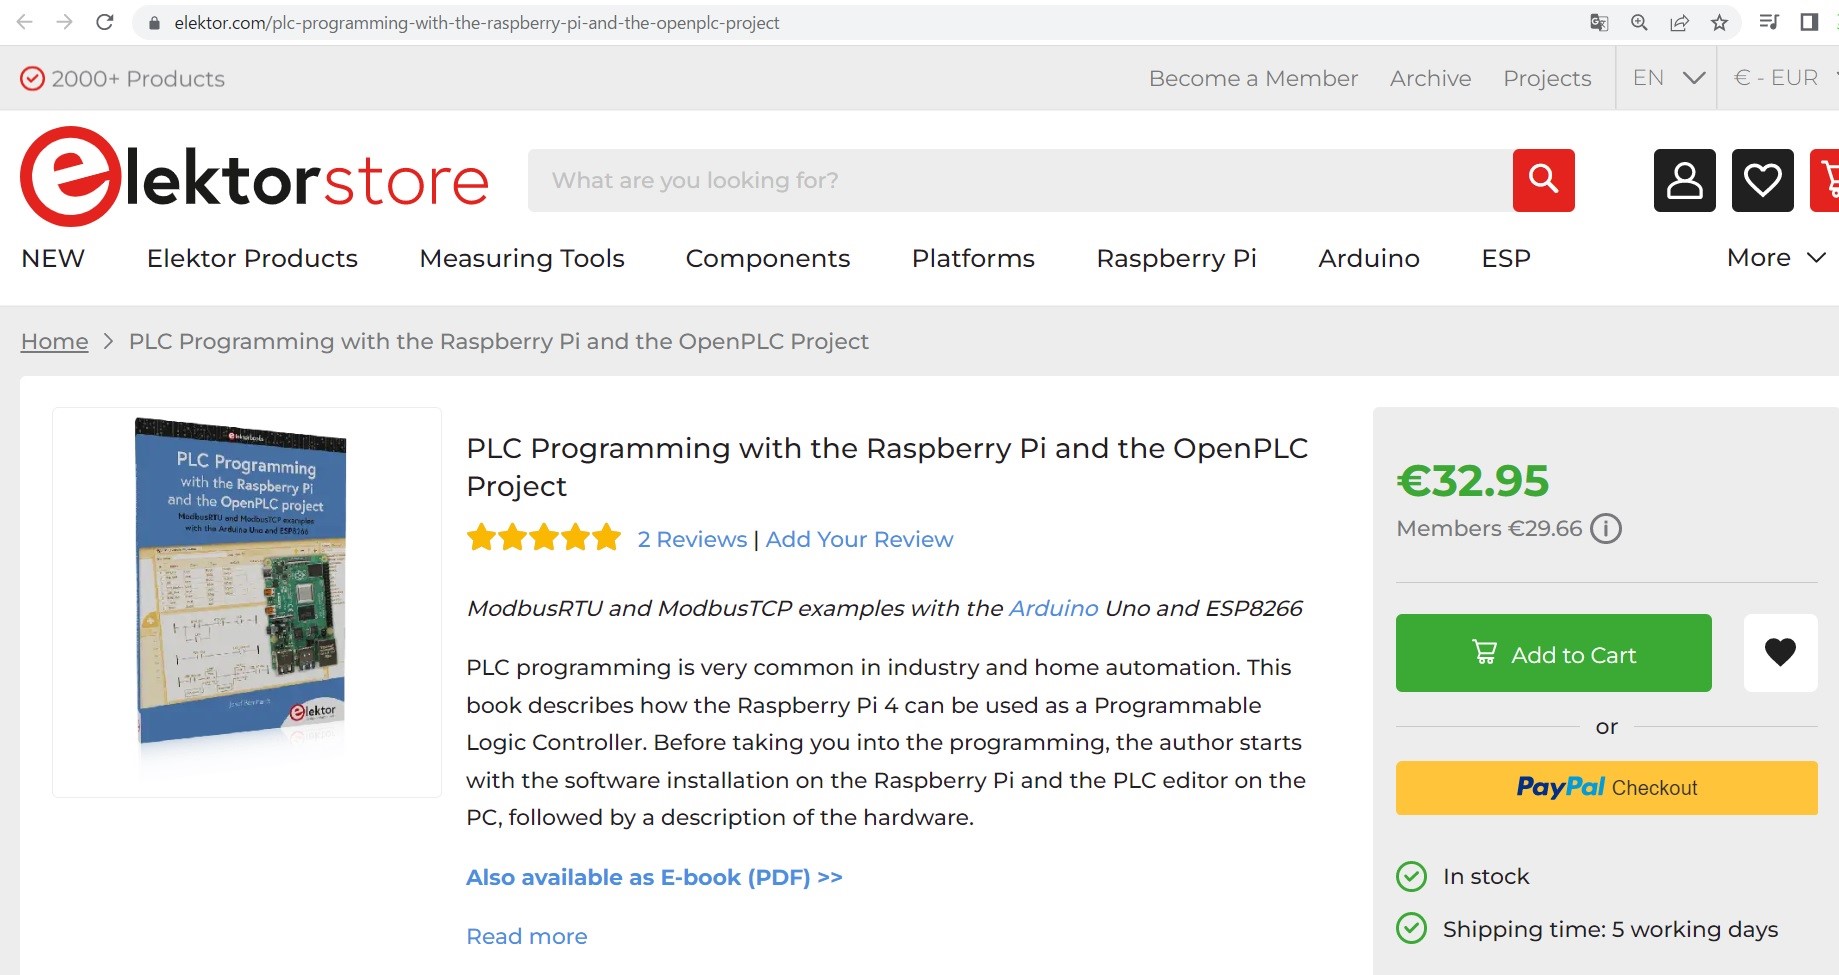 elektor.com/plc-programming-with-the-raspberry-pi-and-the-openplc-project
2000+ Products
Become a Member Archive Projects EN € - EUR
elektorstore
What are you looking for?
NEW Elektor Products Measuring Tools Components Platforms Raspberry Pi Arduino ESP More
Home > PLC Programming with the Raspberry Pi and the OpenPLC Project
PLC Programming
with the Raspberry Pi
and the OpenPLC project
ModbusRTU and ModbusTCP examples
with the Arduino Uno and ESP8266
elektor
PLC Programming with the Raspberry Pi and the OpenPLC
Project
2 Reviews | Add Your Review
ModbusRTU and ModbusTCP examples with the Arduino Uno and ESP8266
PLC programming is very common in industry and home automation. This
book describes how the Raspberry Pi 4 can be used as a Programmable
Logic Controller. Before taking you into the programming, the author starts
with the software installation on the Raspberry Pi and the PLC editor on the
PC, followed by a description of the hardware.
Also available as E-book (PDF) >>
Read more
€32.95
Members €29.66
Add to Cart
or
PayPal Checkout
In stock
Shipping time: 5 working days